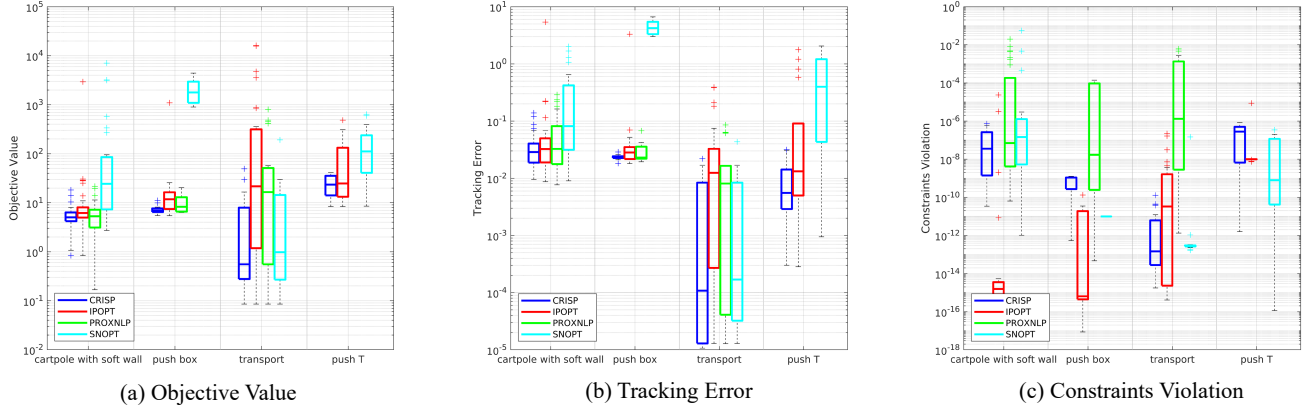 10^5
10^4
10^3
10^2
10^1
10^0
10^-1
10^-2
Objective Value
CRISP
IPOPT
PROXNLP
SNOPT
cartpole with soft wall push box transport push T
(a) Objective Value
10^1
10^0
10^-1
10^-2
10^-3
10^-4
10^-5
Tracking Error
CRISP
IPOPT
PROXNLP
SNOPT
cartpole with soft wall push box transport push T
(b) Tracking Error
10^0
10^-2
10^-4
10^-6
10^-8
10^-10
10^-12
10^-14
10^-16
10^-18
Constraints Violation
CRISP
IPOPT
PROXNLP
SNOPT
cartpole with soft wall push box transport push T
(c) Constraints Violation